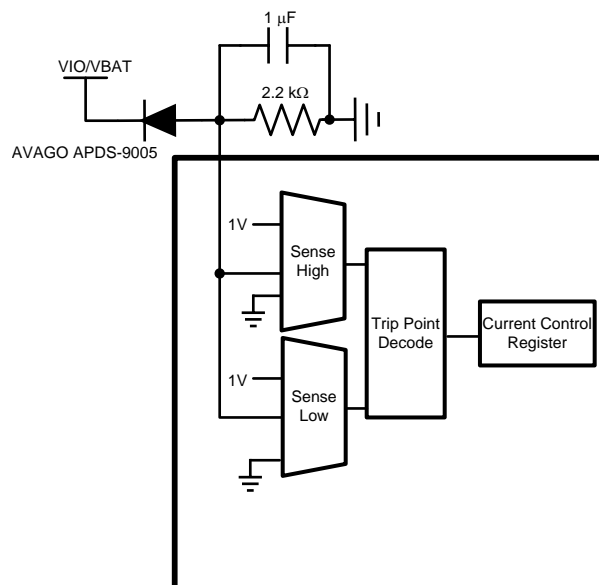 1 μF
VIO/VBAT
2.2 kΩ
AVAGO APDS-9005
1V
Sense
High
Trip Point
Decode
Current Control
Register
1V
Sense
Low